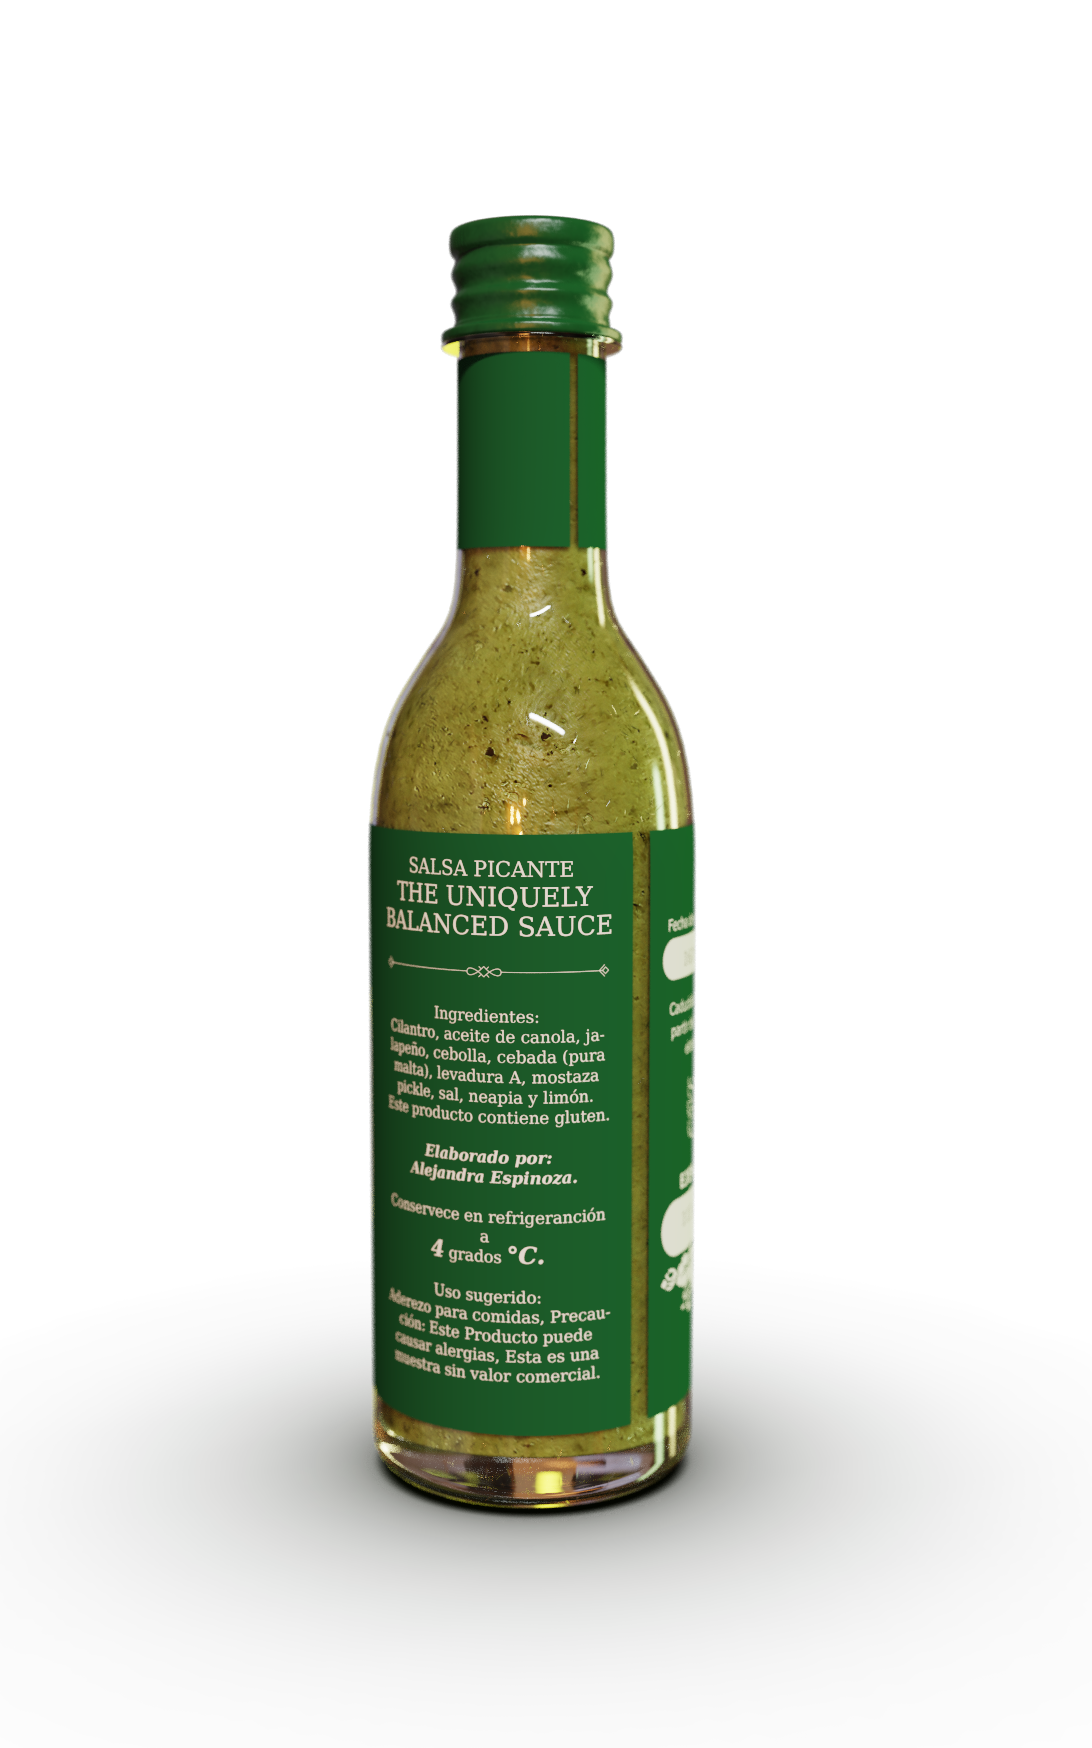 SALSA PICANTE
THE UNIQUELY
BALANCED SAUCE
Ingredientes:
Cilantro, aceite de canola, ja-
lapeño, cebolla, cebada (pura
malta), levadura A, mostaza
pickle, sal, neapia y limón.
Este producto contiene gluten.
Elaborado por:
Alejandra Espinoza.
Conservece en refrigeranción
a
4 grados °C.
Uso sugerido:
Aderezo para comidas, Precau-
ción: Este Producto puede
causar alergias, Esta es una
muestra sin valor comercial.
Fecha